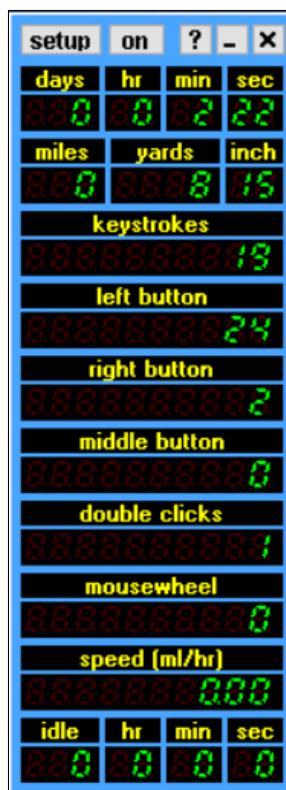 setup on ? _ ×
days hr min sec
0 0 2 22
miles yards inch
0 8 15
keystrokes
19
left button
24
right button
2
middle button
0
double clicks
1
mousewheel
0
speed (ml/hr)
0.00
idle hr min sec
0 0 0 0